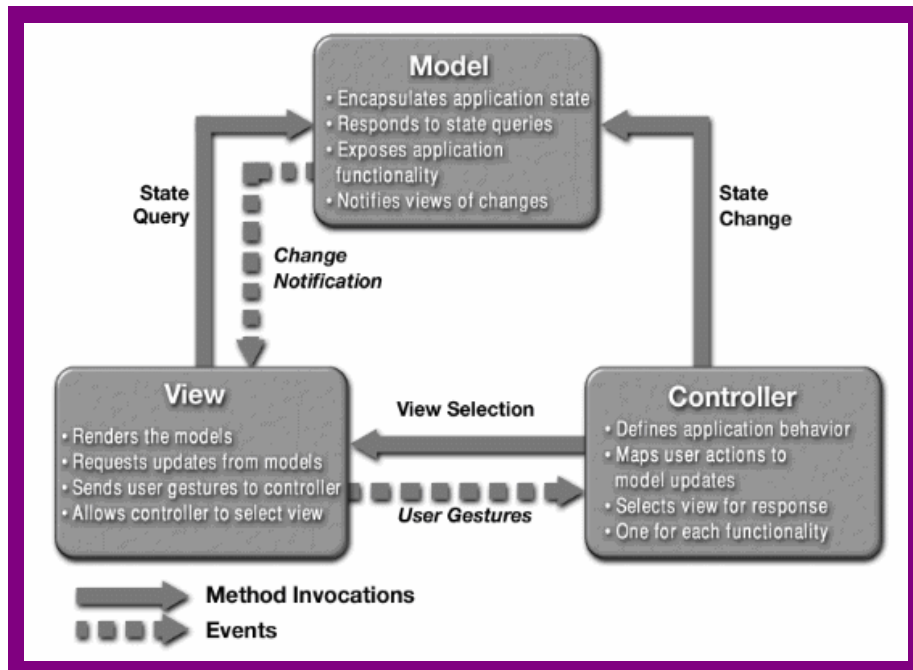 Model
• Encapsulates application state
• Responds to state queries
• Exposes application
functionality
• Notifies views of changes
State
Query
State
Change
Change
Notification
View
• Renders the models
• Requests updates from models
• Sends user gestures to controller
• Allows controller to select view
View Selection
User Gestures
Controller
• Defines application behavior
• Maps user actions to
model updates
• Selects view for response
• One for each functionality
Method Invocations
Events